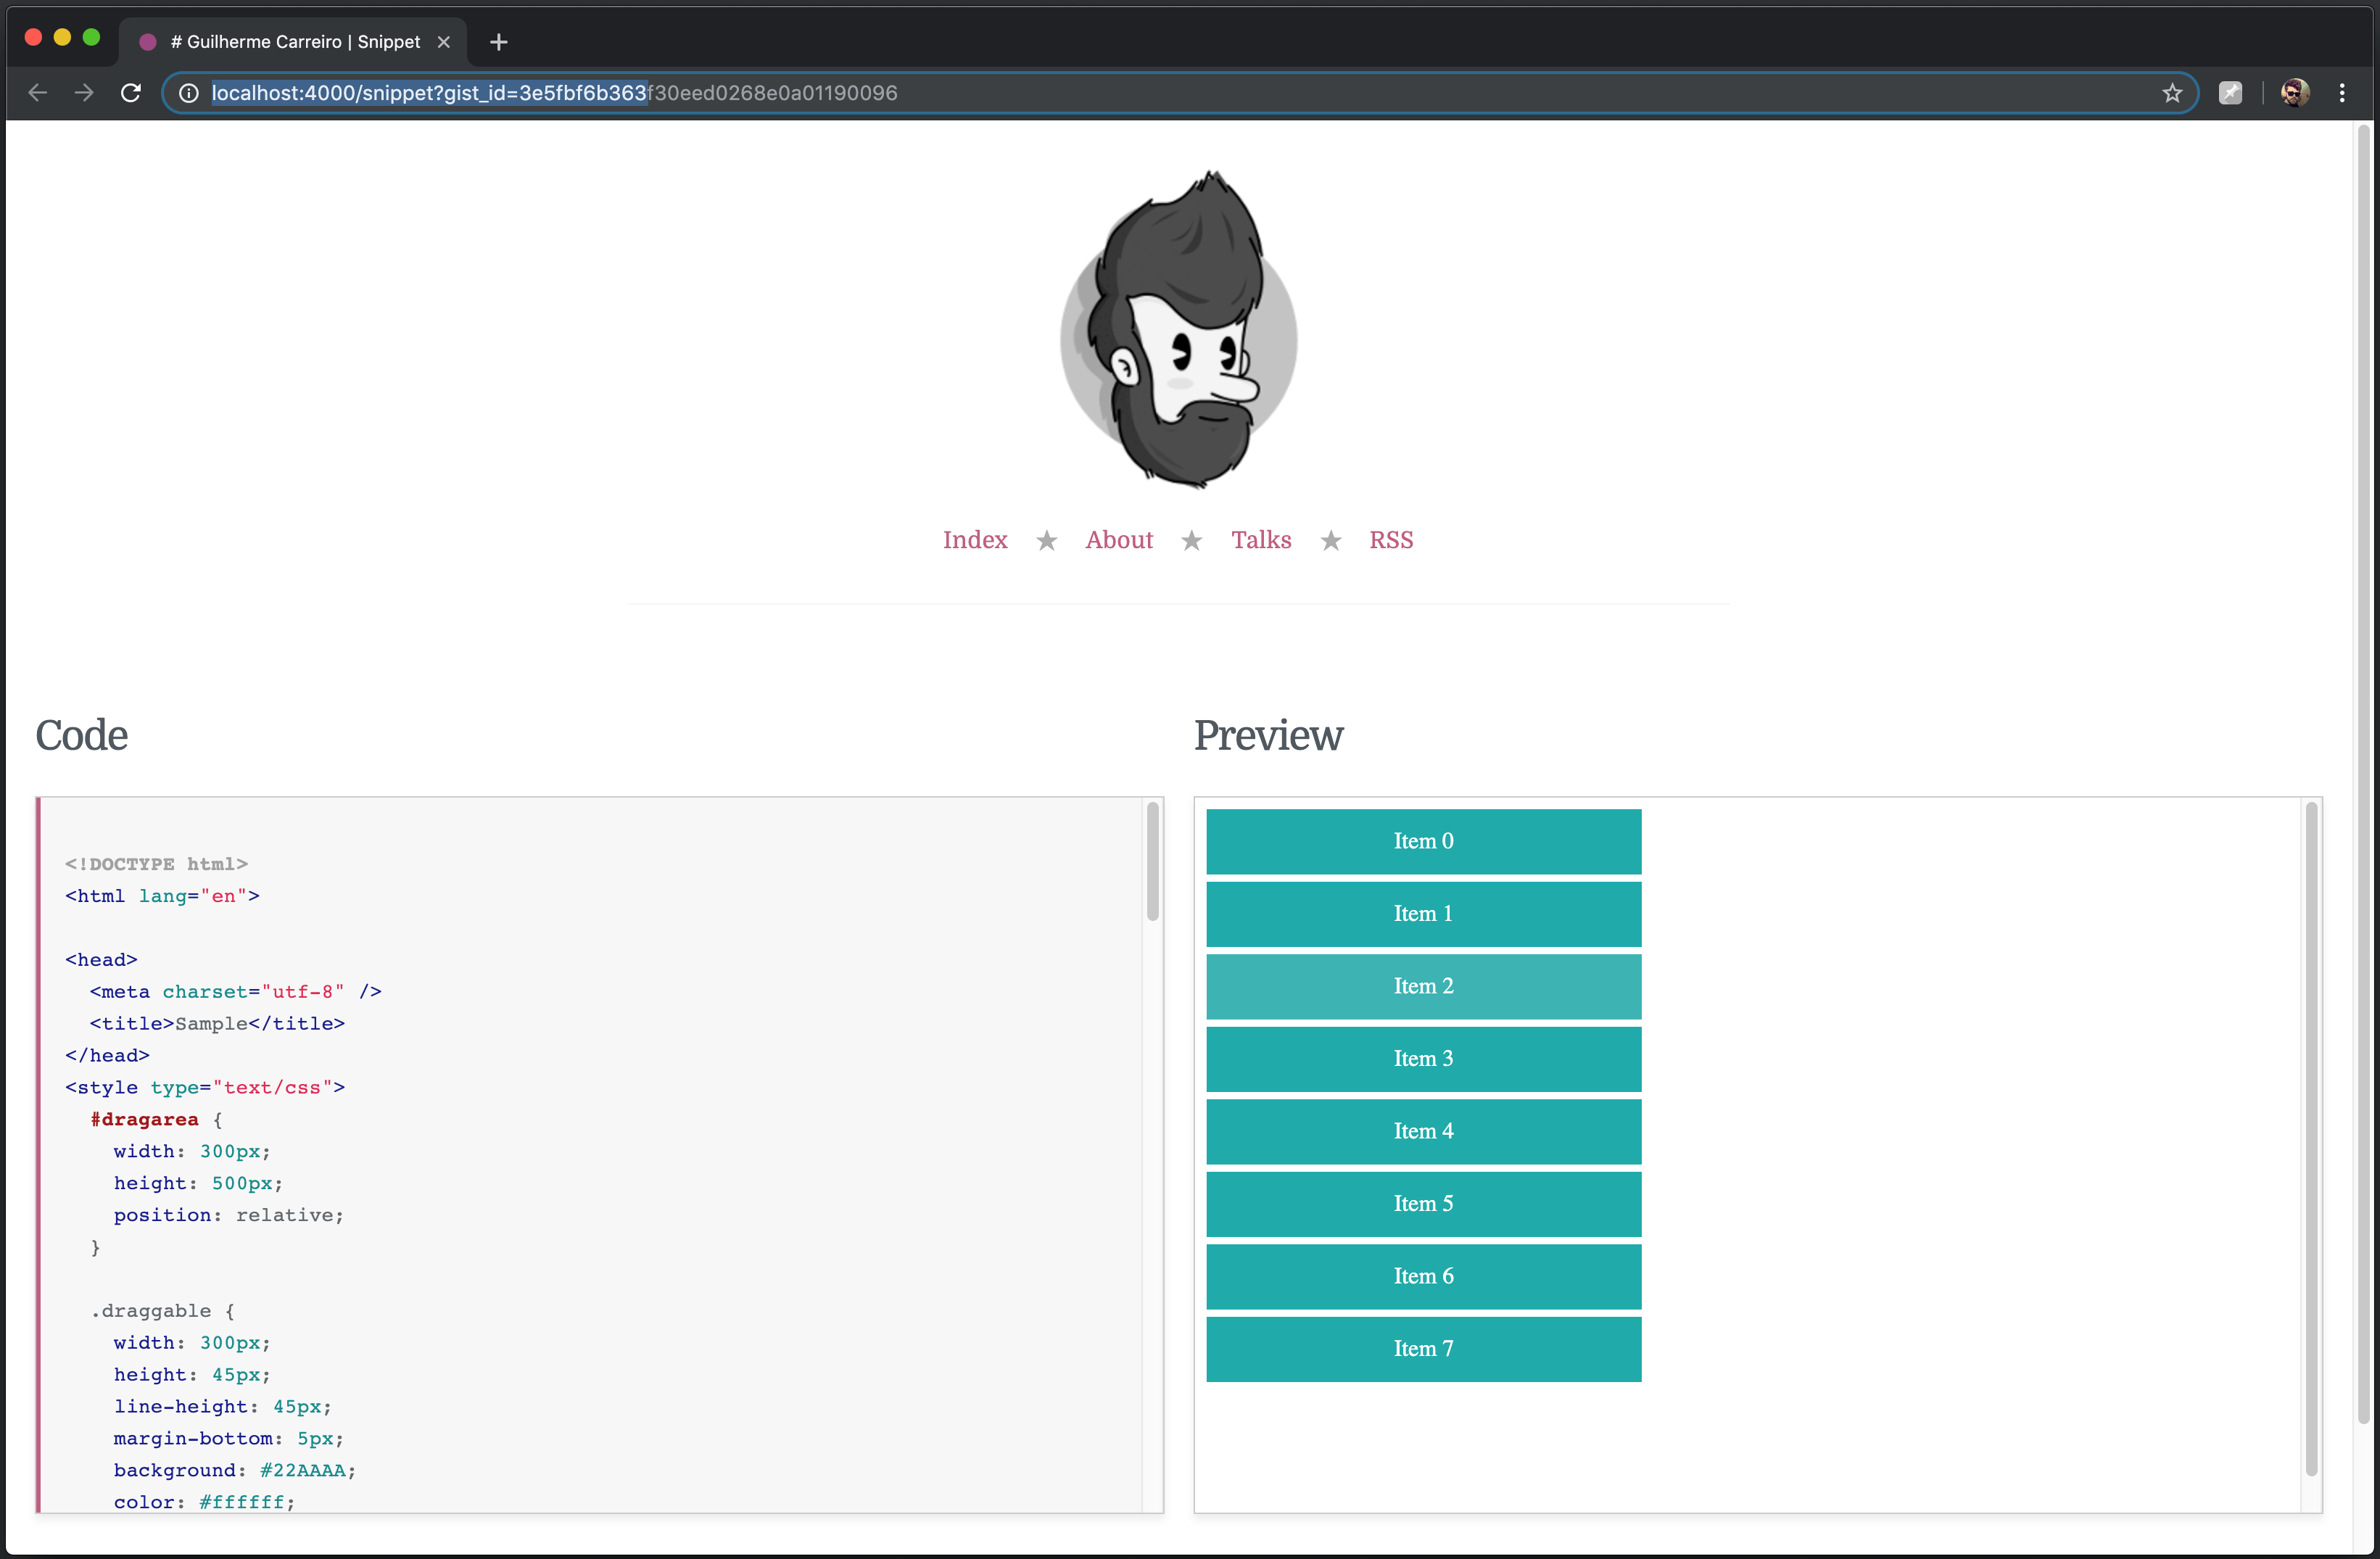 # Guilherme Carreiro | Snippet
localhost:4000/snippet?gist_id=3e5fbf6b363f30eed0268e0a01190096
Index ★ About ★ Talks ★ RSS
Code
Preview
<!DOCTYPE html>
<html lang="en">
<head>
<meta charset="utf-8" />
<title>Sample</title>
</head>
<style type="text/css">
#dragarea {
width: 300px;
height: 500px;
position: relative;
}
.draggable {
width: 300px;
height: 45px;
line-height: 45px;
margin-bottom: 5px;
background: #22AAAA;
color: #ffffff;
Item 0
Item 1
Item 2
Item 3
Item 4
Item 5
Item 6
Item 7